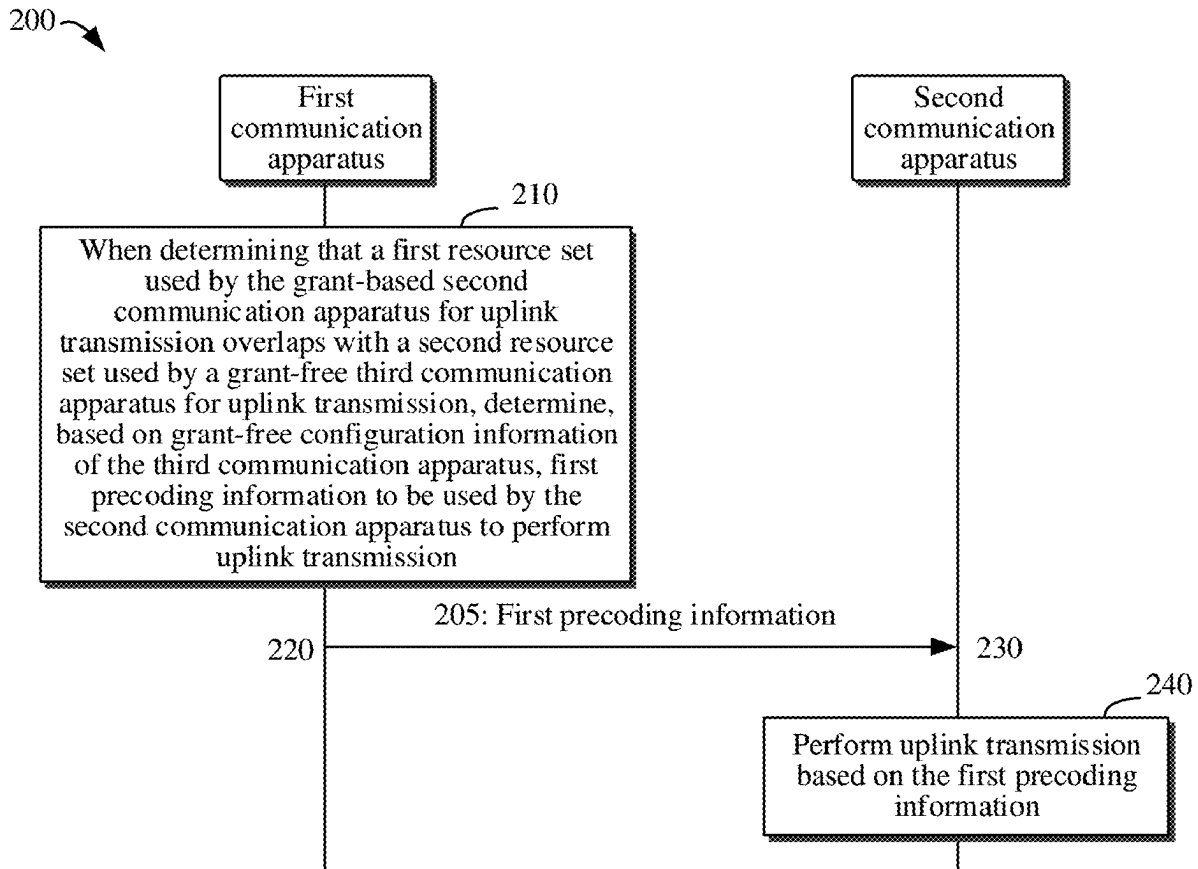 200
First
communication
apparatus
Second
communication
apparatus
210
When determining that a first resource set
used by the grant-based second
communication apparatus for uplink
transmission overlaps with a second resource
set used by a grant-free third communication
apparatus for uplink transmission, determine,
based on grant-free configuration information
of the third communication apparatus, first
precoding information to be used by the
second communication apparatus to perform
uplink transmission
205: First precoding information
220
230
240
Perform uplink transmission
based on the first precoding
information